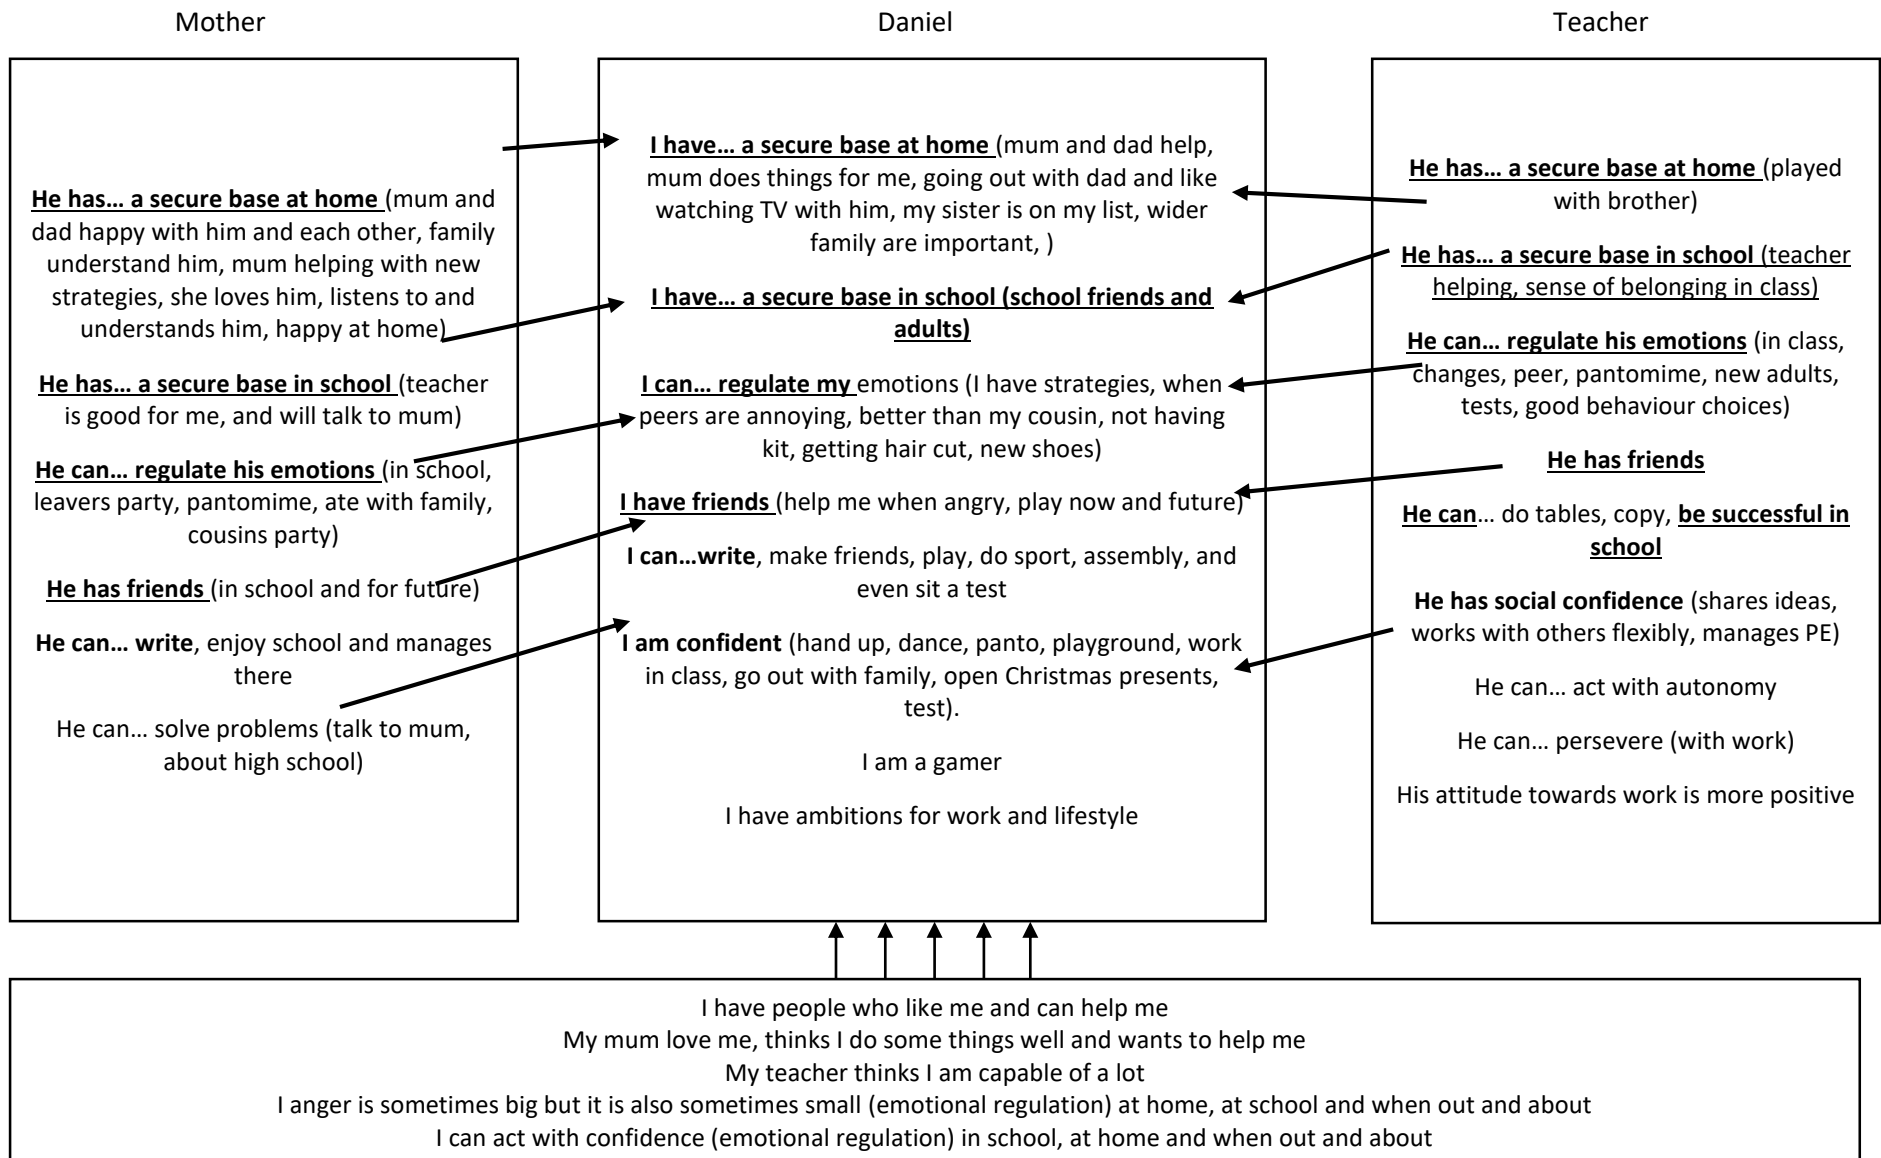 Mother
Daniel
Teacher
He has… a secure base at home (mum and
dad happy with him and each other, family
understand him, mum helping with new
strategies, she loves him, listens to and
understands him, happy at home)
He has… a secure base in school (teacher
is good for me, and will talk to mum)
He can… regulate his emotions (in school,
leavers party, pantomime, ate with family,
cousins party)
He has friends (in school and for future)
He can… write, enjoy school and manages
there
He can… solve problems (talk to mum,
about high school)
I have… a secure base at home (mum and dad help,
mum does things for me, going out with dad and like
watching TV with him, my sister is on my list, wider
family are important, )
I have… a secure base in school (school friends and
adults)
I can… regulate my emotions (I have strategies, when
peers are annoying, better than my cousin, not having
kit, getting hair cut, new shoes)
I have friends (help me when angry, play now and future)
I can…write, make friends, play, do sport, assembly, and
even sit a test
I am confident (hand up, dance, panto, playground, work
in class, go out with family, open Christmas presents,
test).
I am a gamer
I have ambitions for work and lifestyle
He has… a secure base at home (played
with brother)
He has… a secure base in school (teacher
helping, sense of belonging in class)
He can… regulate his emotions (in class,
changes, peer, pantomime, new adults,
tests, good behaviour choices)
He has friends
He can… do tables, copy, be successful in
school
He has social confidence (shares ideas,
works with others flexibly, manages PE)
He can… act with autonomy
He can… persevere (with work)
His attitude towards work is more positive
I have people who like me and can help me
My mum love me, thinks I do some things well and wants to help me
My teacher thinks I am capable of a lot
I anger is sometimes big but it is also sometimes small (emotional regulation) at home, at school and when out and about
I can act with confidence (emotional regulation) in school, at home and when out and about